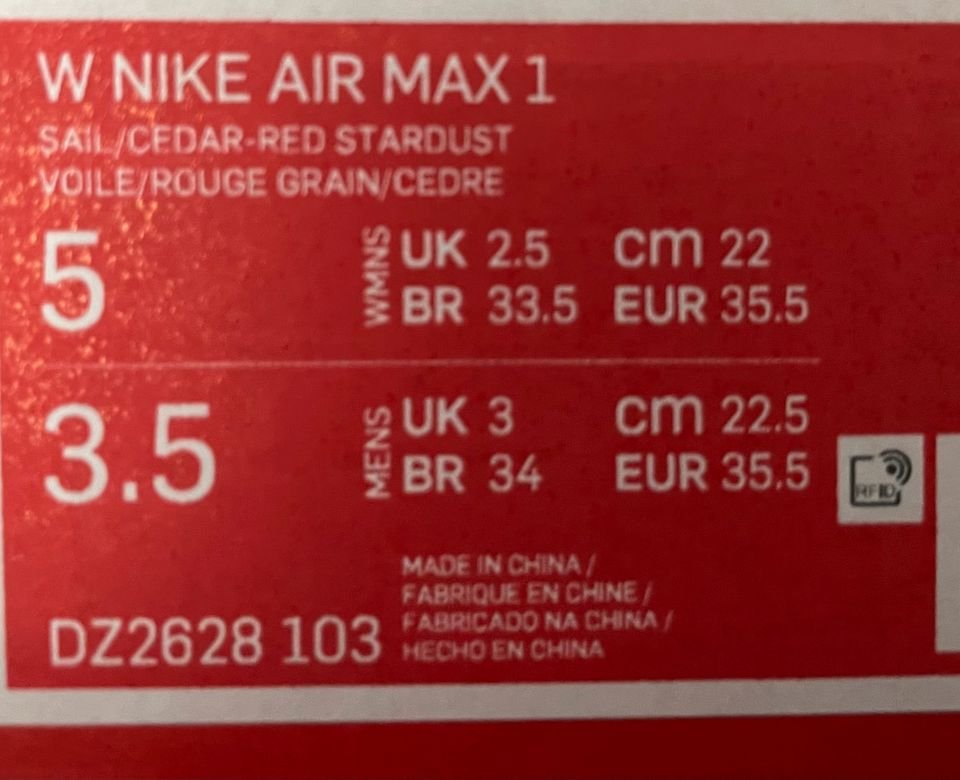 W NIKE AIR MAX 1
SAIL/CEDAR-RED STARDUST
VOILE/ROUGE GRAIN/CEDRE
5 WMNS UK 2.5 CM 22
BR 33.5 EUR 35.5
3.5 MENS UK 3 CM 22.5
BR 34 EUR 35.5
RFID
MADE IN CHINA /
FABRIQUE EN CHINE /
FABRICADO NA CHINA /
DZ2628 103 HECHO EN CHINA